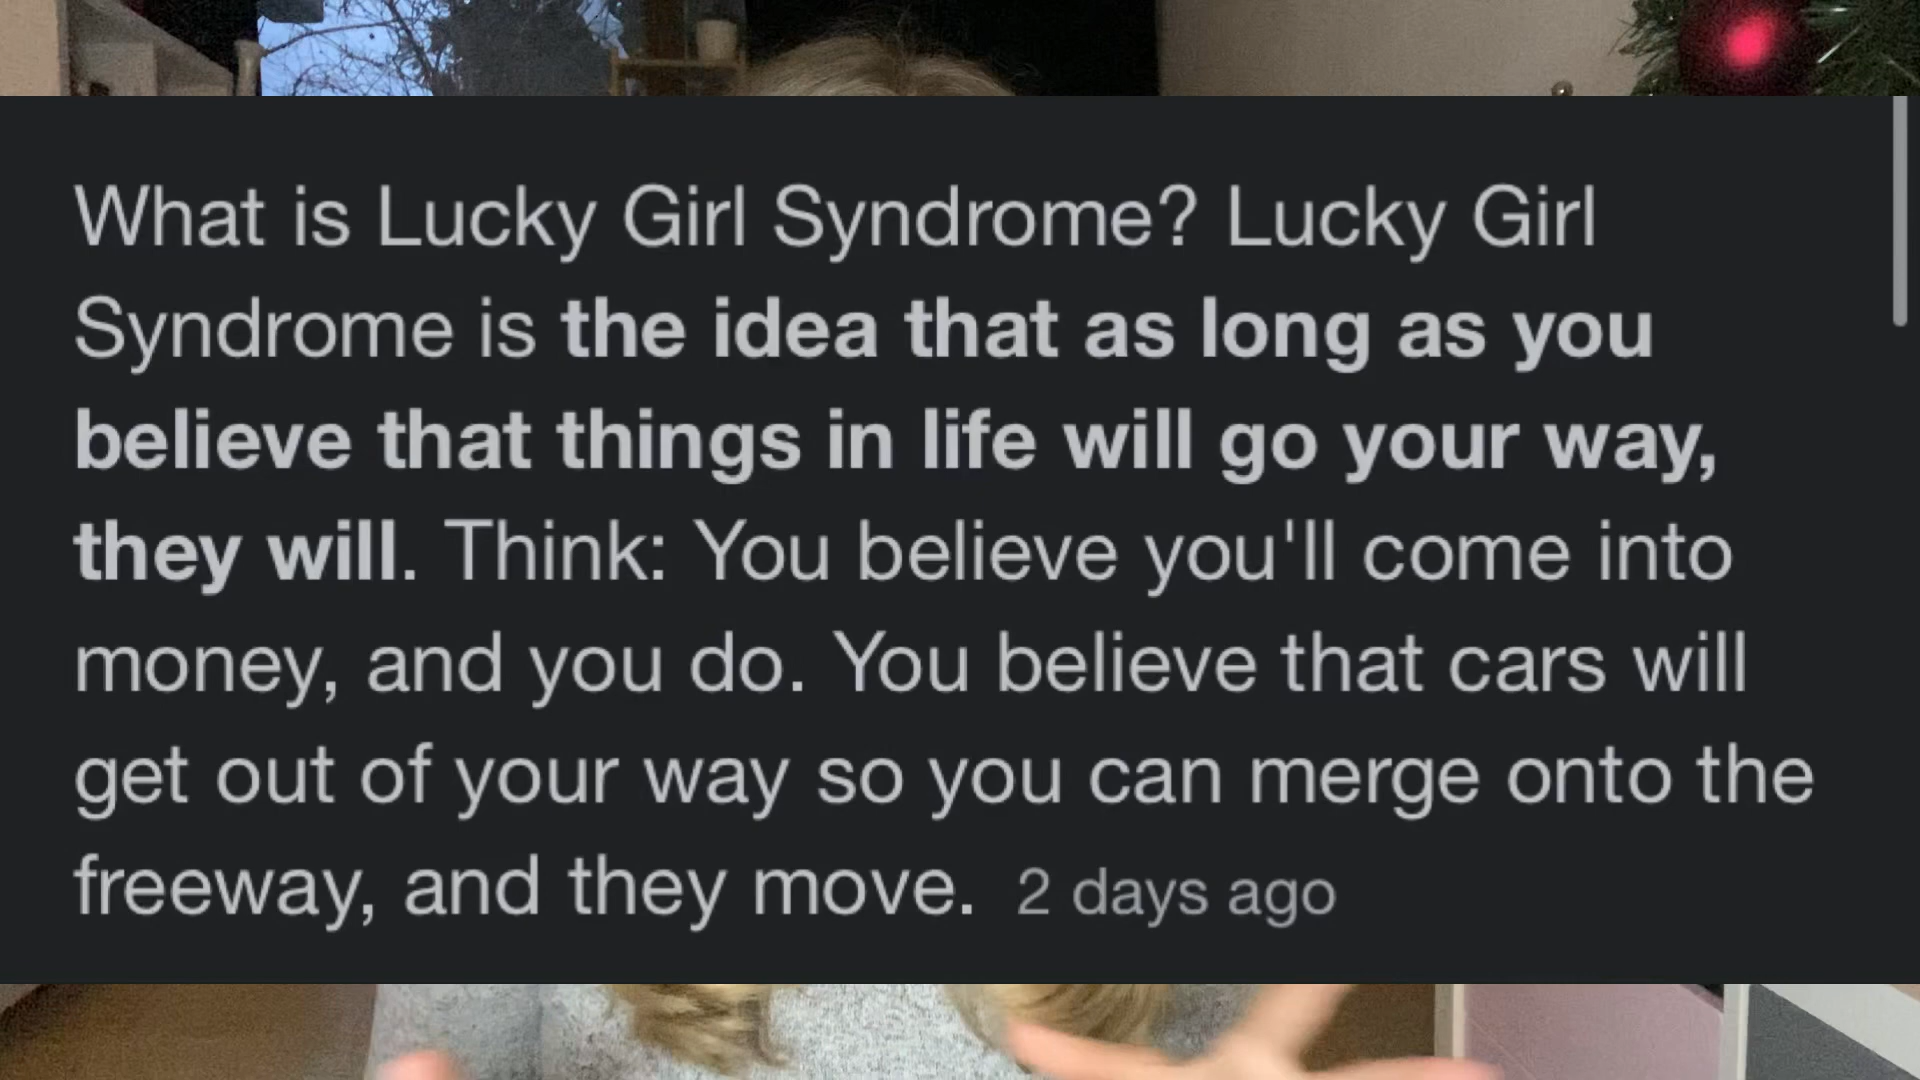 What is Lucky Girl Syndrome? Lucky Girl
Syndrome is the idea that as long as you
believe that things in life will go your way,
they will. Think: You believe you'll come into
money, and you do. You believe that cars will
get out of your way so you can merge onto the
freeway, and they move. 2 days ago